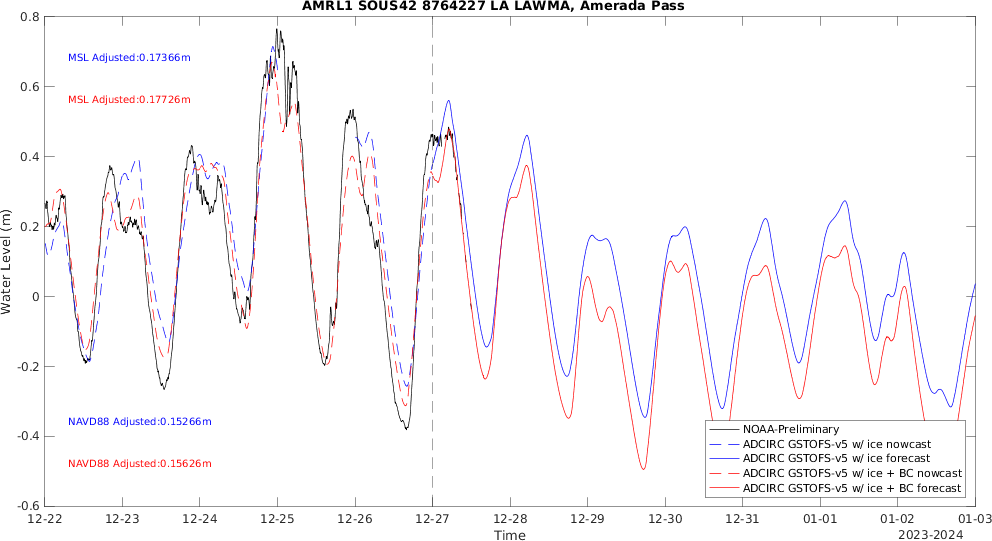 AMRL1 SOUS42 8764227 LA LAWMA, Amerada Pass
0.8
0.6
0.4
0.2
0
-0.2
-0.4
-0.6
Water Level (m)
MSL Adjusted:0.17366m
MSL Adjusted:0.17726m
NAVD88 Adjusted:0.15266m
NAVD88 Adjusted:0.15626m
NOAA-Preliminary
ADCIRC GSTOFS-v5 w/ ice nowcast
ADCIRC GSTOFS-v5 w/ ice forecast
ADCIRC GSTOFS-v5 w/ ice + BC nowcast
ADCIRC GSTOFS-v5 w/ ice + BC forecast
12-22 12-23 12-24 12-25 12-26 12-27 12-28 12-29 12-30 12-31 01-01 01-02 01-03
Time
2023-2024